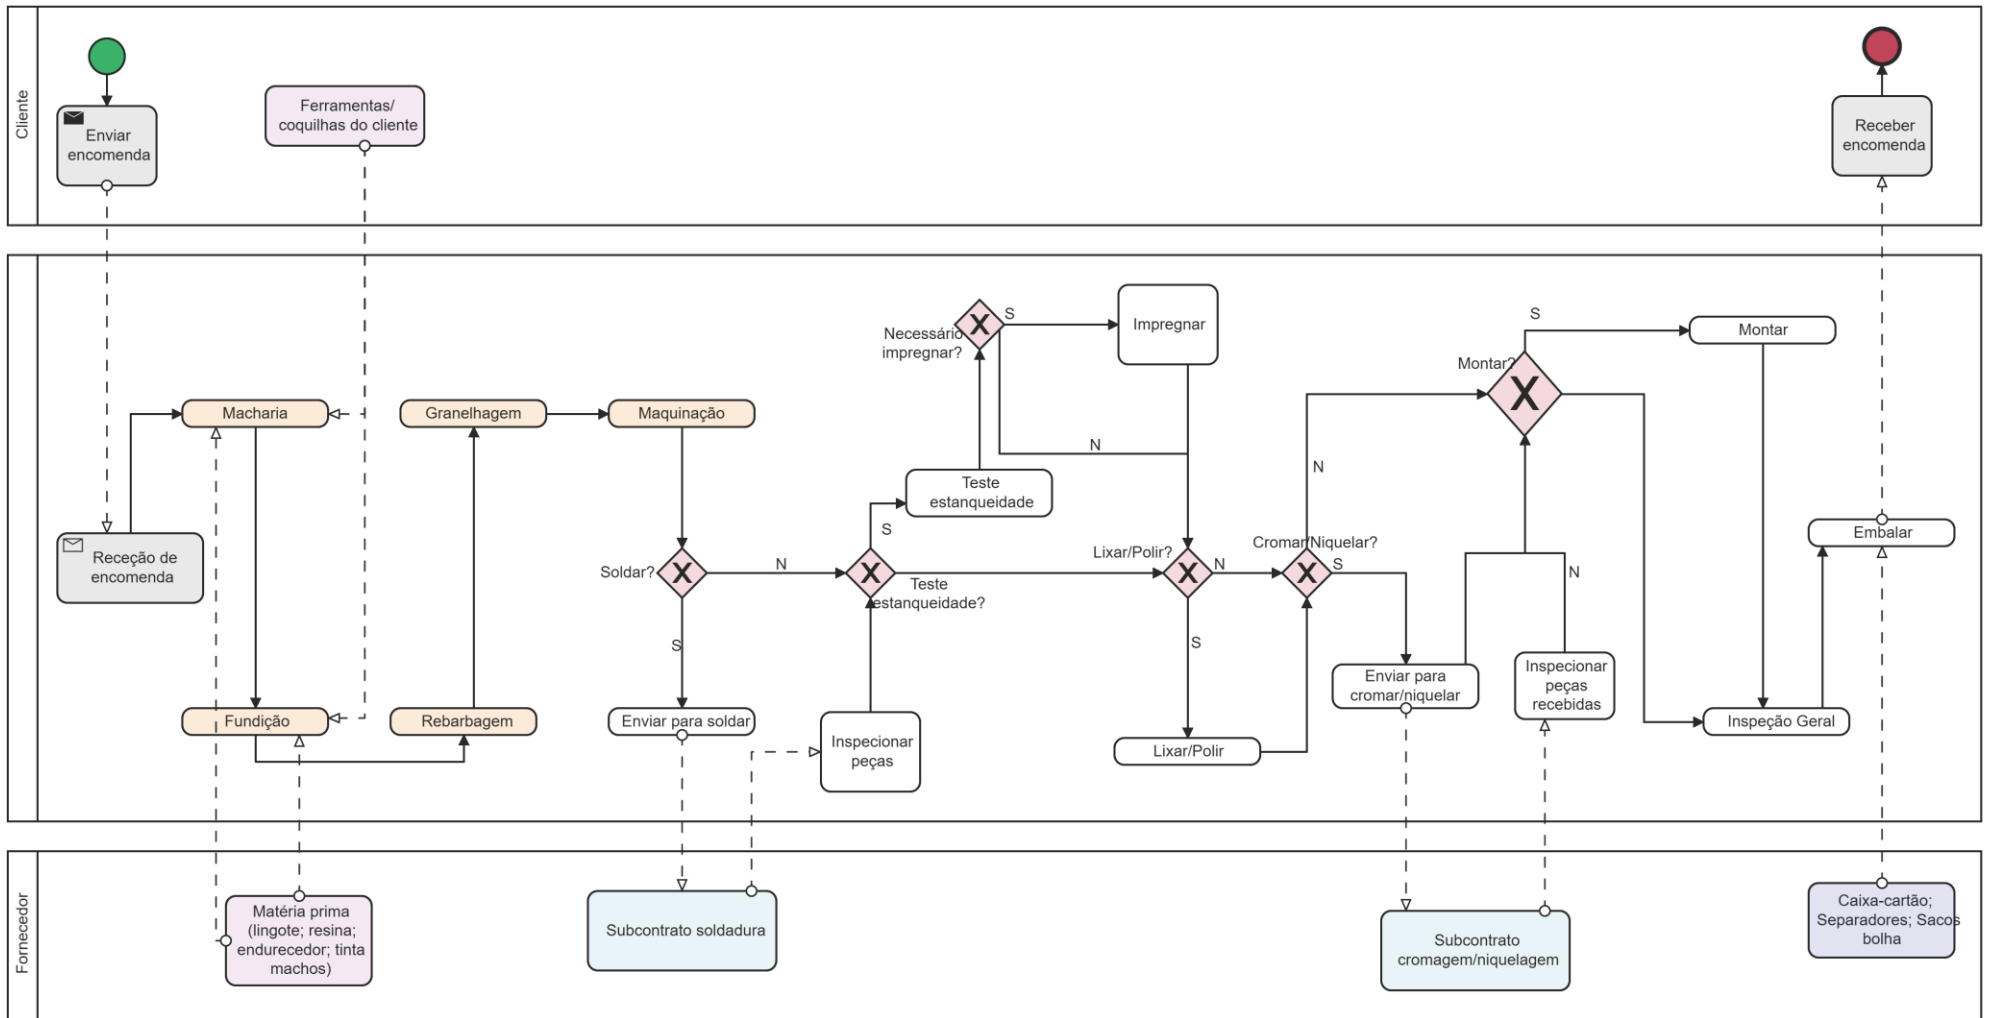 Cliente
Enviar
encomenda
Ferramentas/
coquilhas do cliente
Receber
encomenda
Receção de
encomenda
Macharia
Fundição
Granelhagem
Rebarbagem
Maquinação
Soldar?
N
S
Enviar para soldar
Inspecionar
peças
Teste
estanqueidade?
S
Teste
estanqueidade
Necessário
impregnar?
S
N
Impregnar
Lixar/Polir?
N
S
Lixar/Polir
Cromar/Niquelar?
N
S
Enviar para
cromar/niquelar
Inspecionar
peças
recebidas
N
Montar?
S
Montar
Inspeção Geral
Embalar
Fornecedor
Matéria prima
(lingote; resina;
endurecedor; tinta
machos)
Subcontrato soldadura
Subcontrato
cromagem/niquelagem
Caixa-cartão;
Separadores; Sacos
bolha